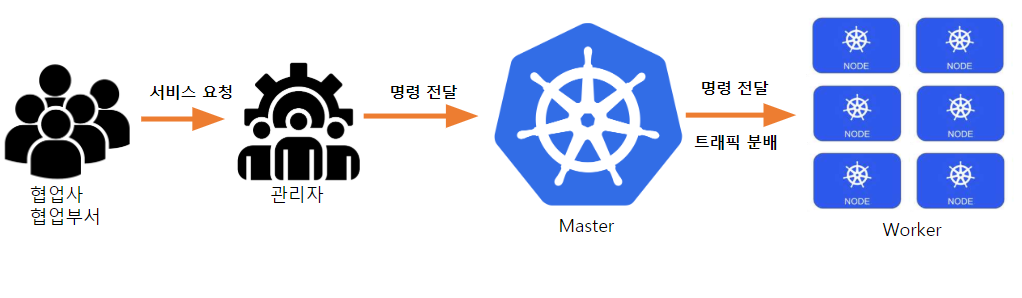 서비스 요청
명령 전달
명령 전달
트래픽 분배
협업사
협업부서
관리자
Master
NODE
NODE
NODE
NODE
NODE
NODE
Worker